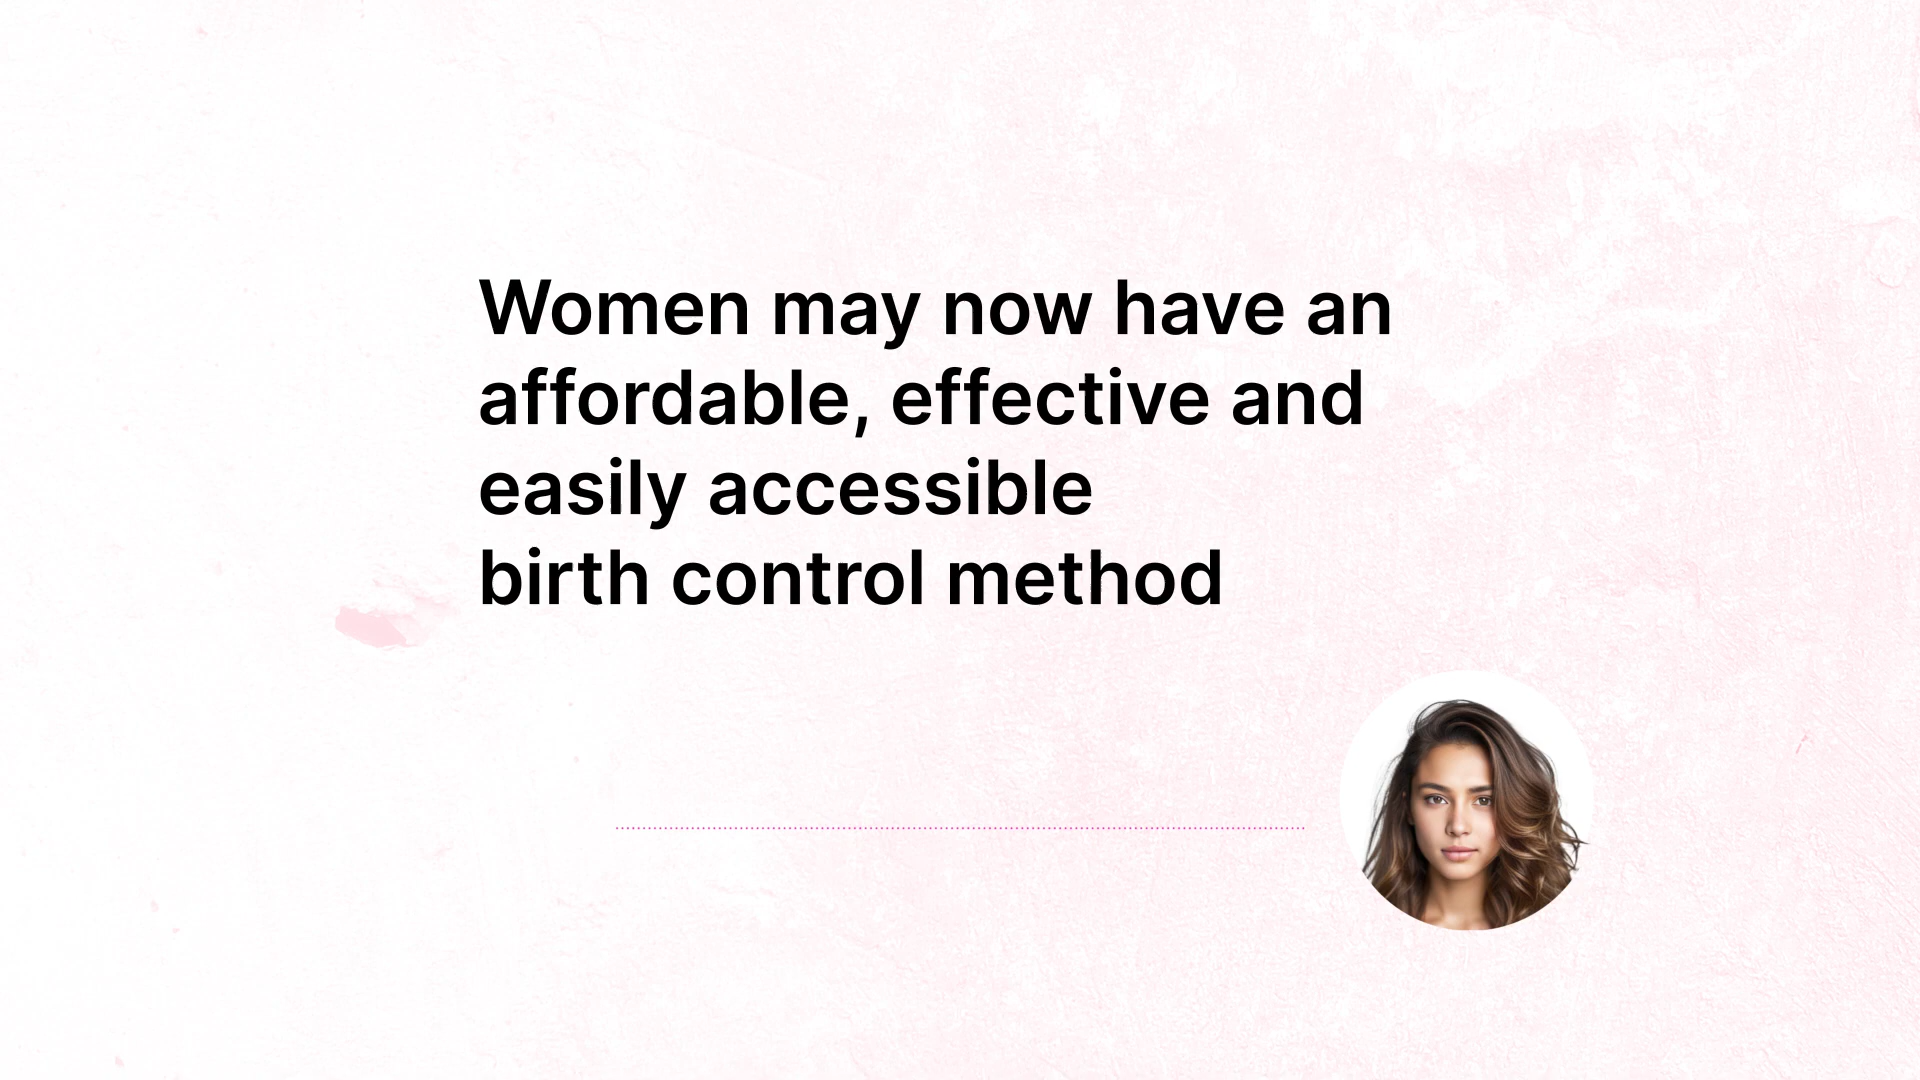 Women may now have an
affordable, effective and
easily accessible
birth control method